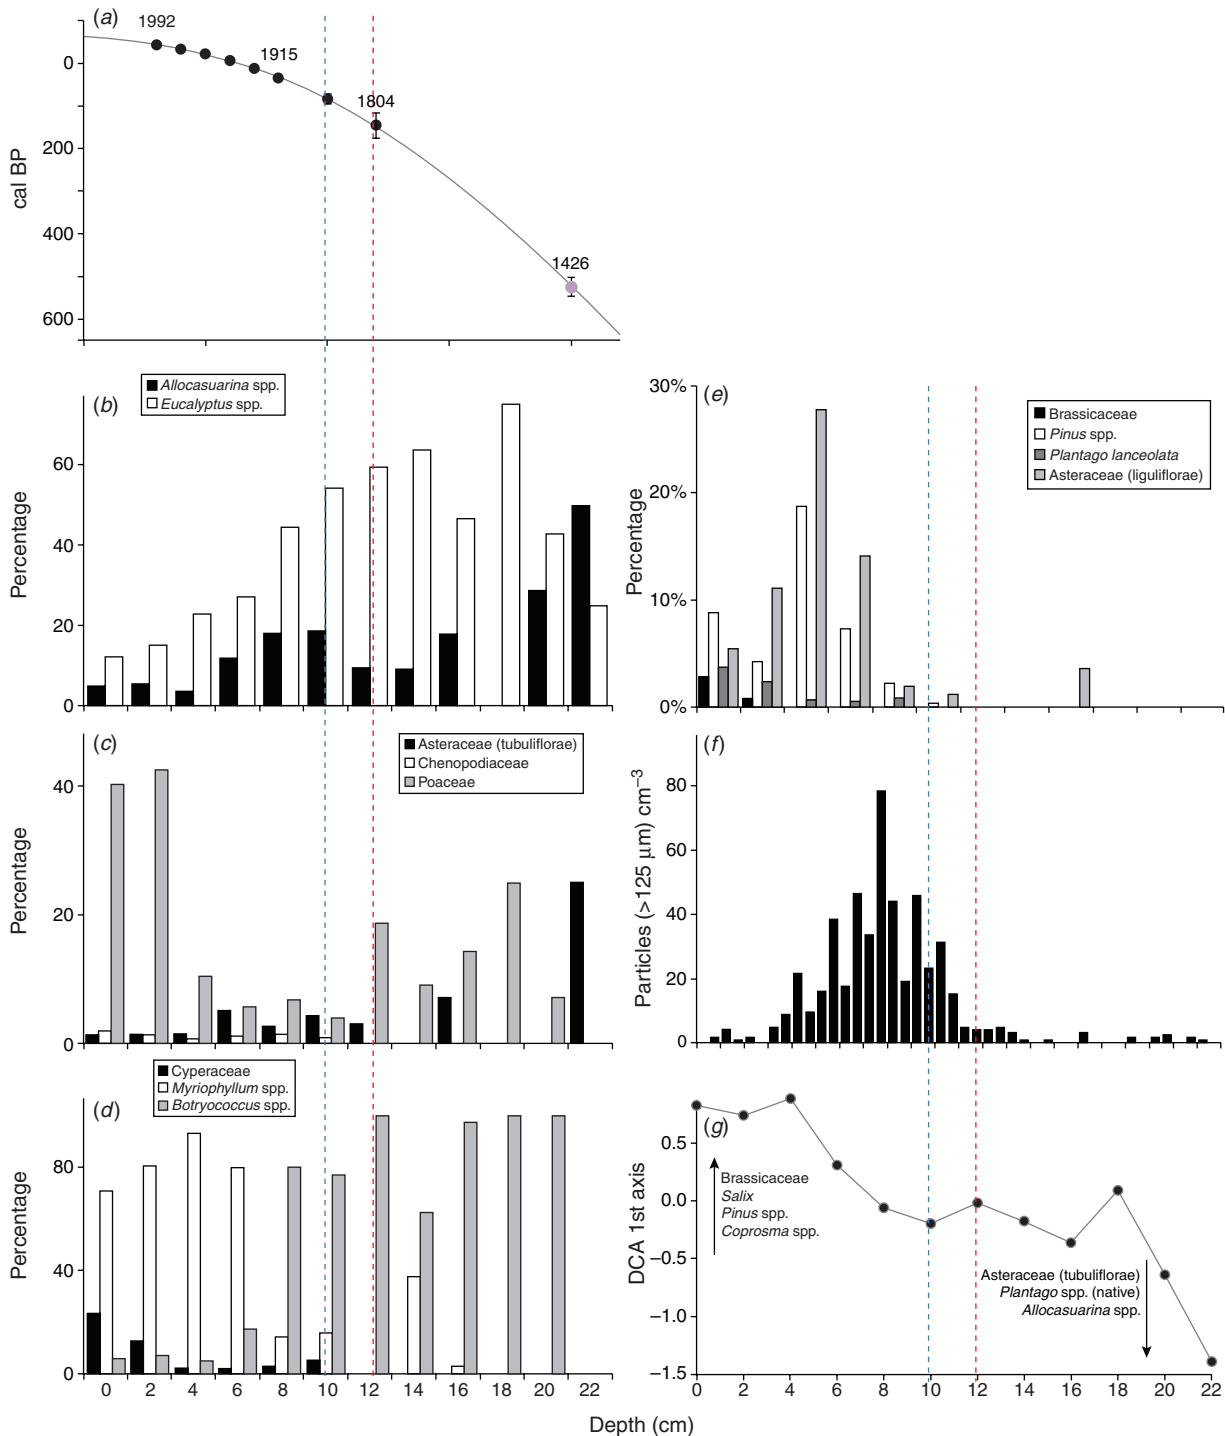 (a)
1992
1915
1804
1426
0
200
400
600
cal BP
(b)
Allocasuarina spp.
Eucalyptus spp.
60
40
20
0
Percentage
(c)
Asteraceae (tubuliflorae)
Chenopodiaceae
Poaceae
40
20
0
Percentage
(d)
Cyperaceae
Myriophyllum spp.
Botryococcus spp.
80
40
0
Percentage
0 2 4 6 8 10 12 14 16 18 20 22
(e)
Brassicaceae
Pinus spp.
Plantago lanceolata
Asteraceae (liguliflorae)
30%
20%
10%
0%
Percentage
(f)
80
60
40
20
0
Particles (>125 μm) cm⁻³
(g)
0.5
0.0
–0.5
–1.0
–1.5
DCA 1st axis
Brassicaceae
Salix
Pinus spp.
Coprosma spp.
Asteraceae (tubuliflorae)
Plantago spp. (native)
Allocasuarina spp.
0 2 4 6 8 10 12 14 16 18 20 22
Depth (cm)